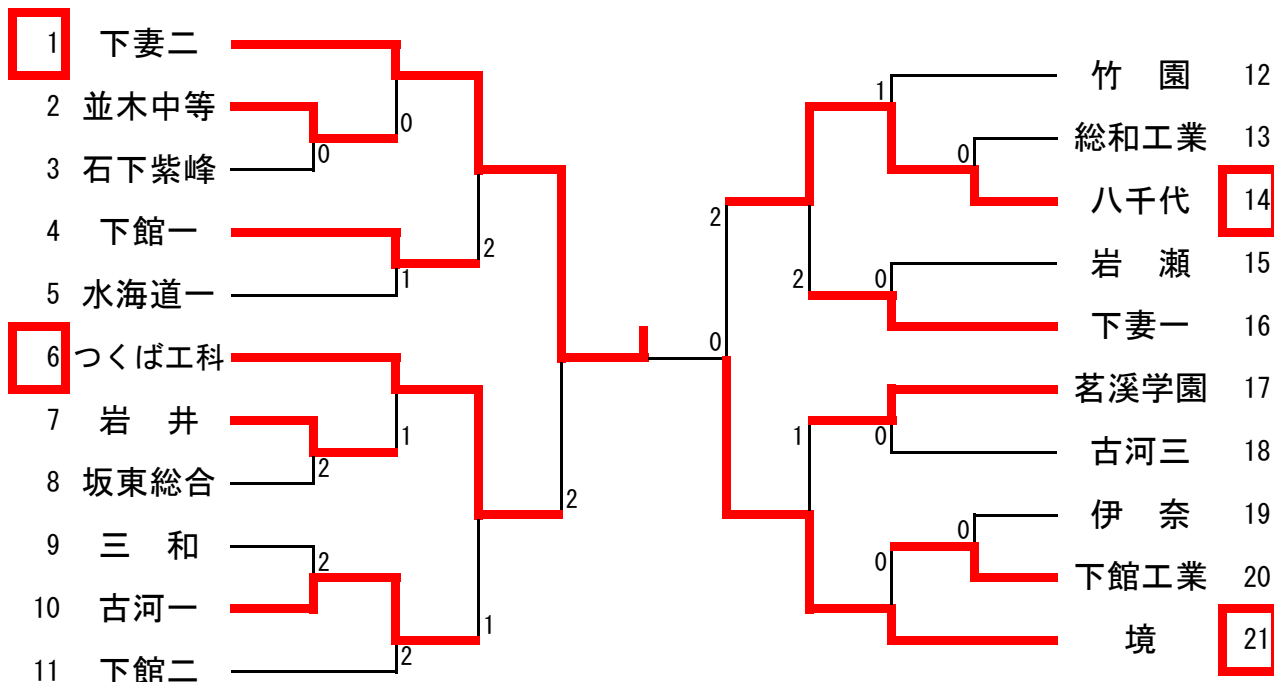 1 下妻二
2 並木中等
3 石下紫峰
4 下館一
5 水海道一
6 つくば工科
7 岩　井
8 坂東総合
9 三　和
10 古河一
11 下館二
0
0
1
2
1
2
2
2
1
2
0
1
0
2
2
0
1
0
0
0
竹　園 12
総和工業 13
八千代 14
岩　瀬 15
下妻一 16
茗溪学園 17
古河三 18
伊　奈 19
下館工業 20
境 21